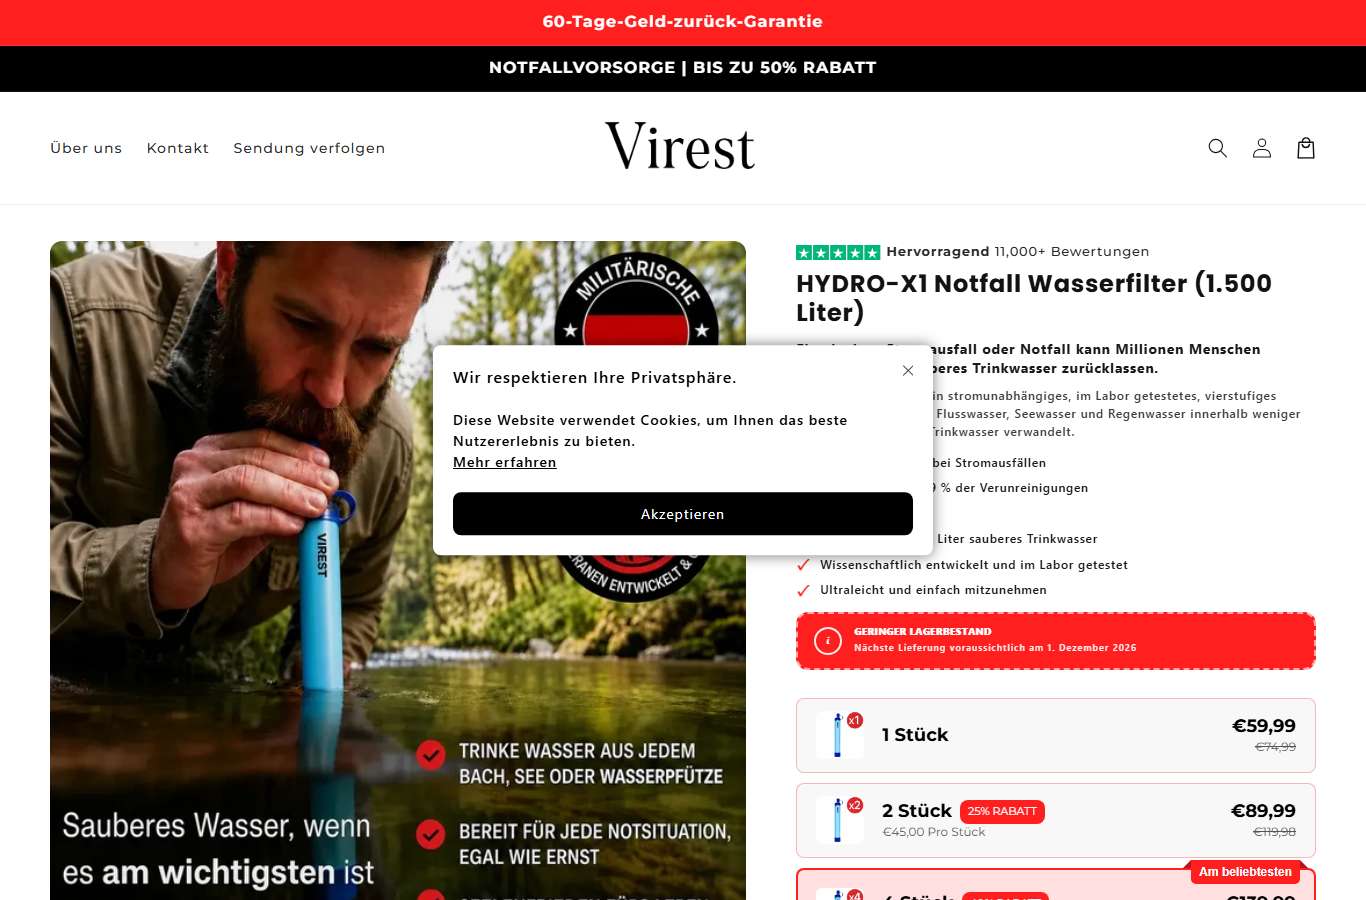 60-Tage-Geld-zurück-Garantie
NOTFALLVORSORGE | BIS ZU 50% RABATT
Über uns
Kontakt
Sendung verfolgen
Virest
MILITÄRISCHE
VIREST
ENTWICKELT &
TRINKE WASSER AUS JEDEM
BACH, SEE ODER WASSERPFÜTZE
BEREIT FÜR JEDE NOTSITUATION,
EGAL WIE ERNST
Sauberes Wasser, wenn
es am wichtigsten ist
Hervorragend 11,000+ Bewertungen
HYDRO-X1 Notfall Wasserfilter (1.500
Liter)
oder Notfall kann Millionen Menschen
Trinkwasser zurücklassen.
stromunabhängiges, im Labor getestetes, vierstufiges
Flusswasser, Seewasser und Regenwasser innerhalb weniger
Trinkwasser verwandelt.
bei Stromausfällen
% der Verunreinigungen
Liter sauberes Trinkwasser
Wissenschaftlich entwickelt und im Labor getestet
Ultraleicht und einfach mitzunehmen
Wir respektieren Ihre Privatsphäre.
Diese Website verwendet Cookies, um Ihnen das beste
Nutzererlebnis zu bieten.
Mehr erfahren
Akzeptieren
i
GERINGER LAGERBESTAND
Nächste Lieferung voraussichtlich am 1. Dezember 2026
x1
1 Stück
€59,99
€74,99
x2
2 Stück
25% RABATT
€45,00 Pro Stück
€89,99
€119,98
Am beliebtesten
x4